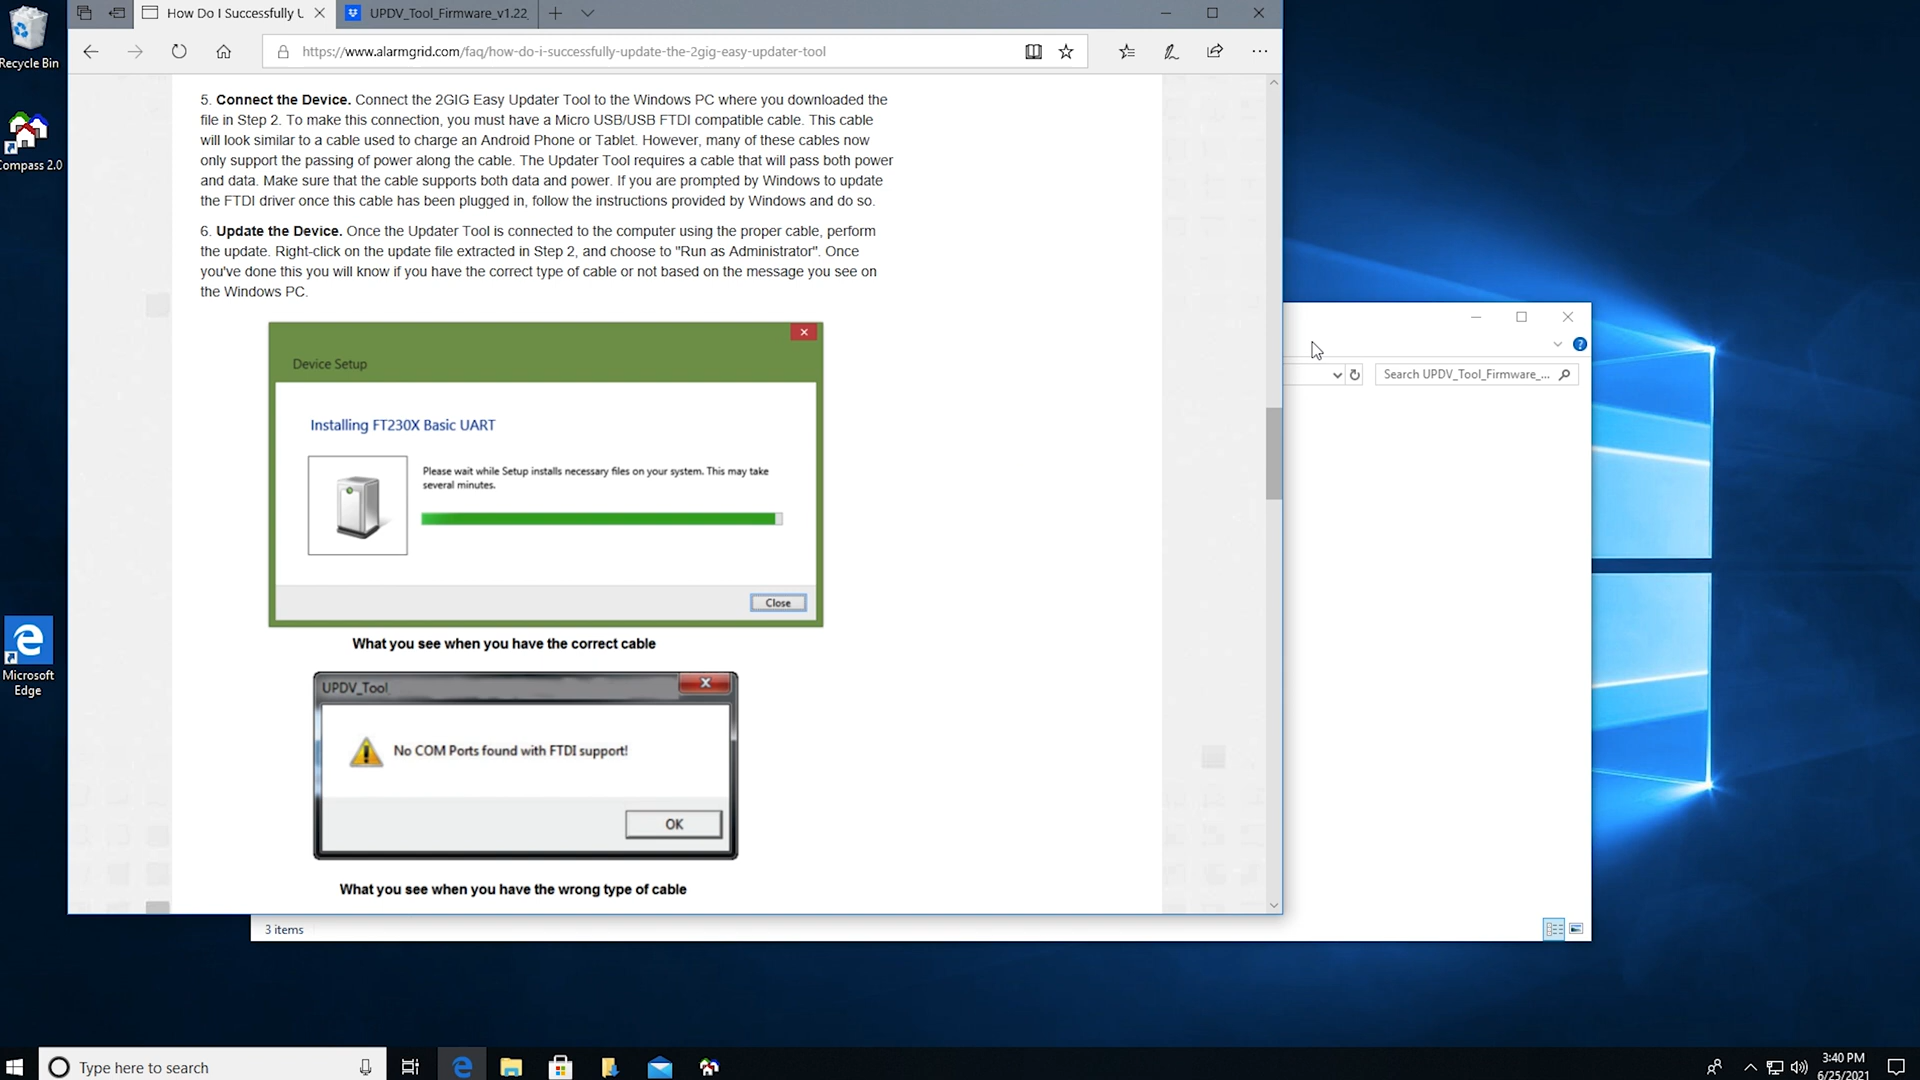 Recycle Bin
Compass 2.0
Microsoft
Edge
How Do I Successfully U
UPDV_Tool_Firmware_v1.22
https://www.alarmgrid.com/faq/how-do-i-successfully-update-the-2gig-easy-updater-tool
5. Connect the Device. Connect the 2GIG Easy Updater Tool to the Windows PC where you downloaded the
file in Step 2. To make this connection, you must have a Micro USB/USB FTDI compatible cable. This cable
will look similar to a cable used to charge an Android Phone or Tablet. However, many of these cables now
only support the passing of power along the cable. The Updater Tool requires a cable that will pass both power
and data. Make sure that the cable supports both data and power. If you are prompted by Windows to update
the FTDI driver once this cable has been plugged in, follow the instructions provided by Windows and do so.
6. Update the Device. Once the Updater Tool is connected to the computer using the proper cable, perform
the update. Right-click on the update file extracted in Step 2, and choose to "Run as Administrator". Once
you've done this you will know if you have the correct type of cable or not based on the message you see on
the Windows PC.
Device Setup
Installing FT230X Basic UART
Please wait while Setup installs necessary files on your system. This may take
several minutes.
Close
What you see when you have the correct cable
UPDV_Tool
No COM Ports found with FTDI support!
OK
What you see when you have the wrong type of cable
Search UPDV_Tool_Firmware_...
3 items
Type here to search
3:40 PM
6/25/2021